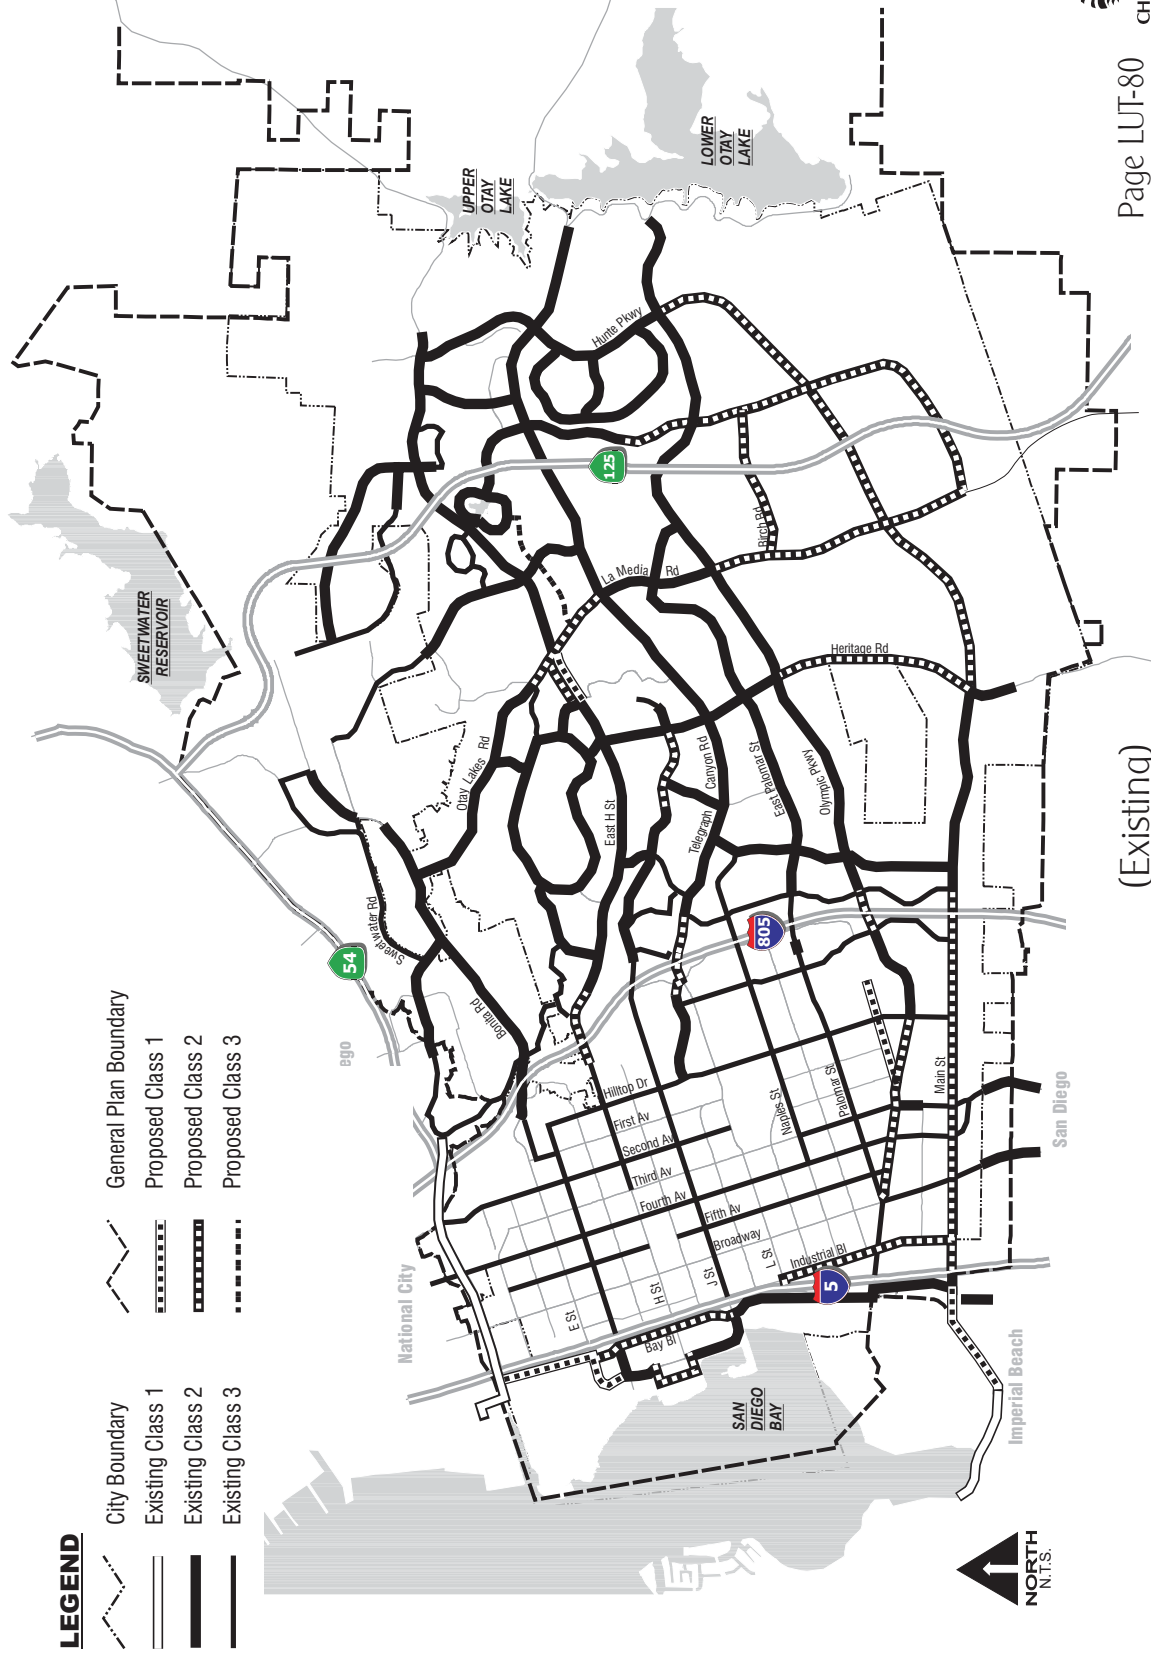 LEGEND
City Boundary
Existing Class 1
Existing Class 2
Existing Class 3
General Plan Boundary
Proposed Class 1
Proposed Class 2
Proposed Class 3
SWEETWATER
RESERVOIR
UPPER
OTAY
LAKE
LOWER
OTAY
LAKE
SAN
DIEGO
BAY
54
125
805
5
ego
National City
Imperial Beach
San Diego
Sweetwater Rd
Bonita Rd
Otay Lakes Rd
East H St
Telegraph
Canyon Rd
East Palomar St
Olympic Pkwy
Heritage Rd
La Media Rd
Birch Rd
Hunte Pkwy
Hilltop Dr
First Av
Second Av
Third Av
Fourth Av
Fifth Av
Broadway
Industrial Bl
Bay Bl
E St
H St
J St
L St
Naples St
Palomar St
Main St
NORTH
N.T.S.
(Existing)
Page LUT-80
CH